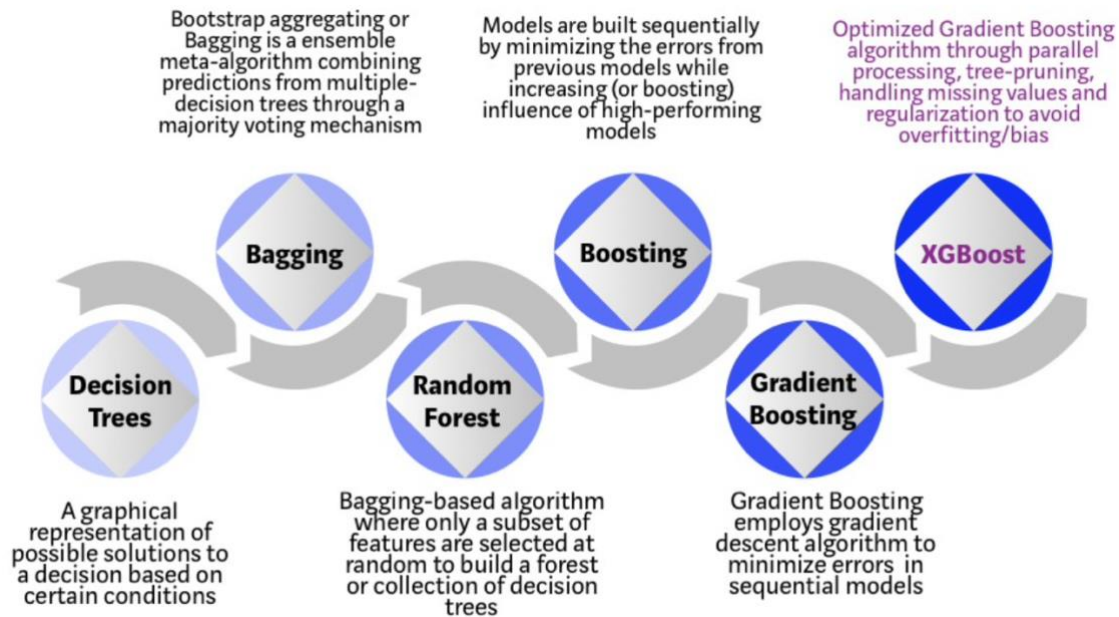 Bootstrap aggregating or
Bagging is a ensemble
meta-algorithm combining
predictions from multiple-
decision trees through a
majority voting mechanism
Models are built sequentially
by minimizing the errors from
previous models while
increasing (or boosting)
influence of high-performing
models
Optimized Gradient Boosting
algorithm through parallel
processing, tree-pruning,
handling missing values and
regularization to avoid
overfitting/bias
Bagging
Boosting
XGBoost
Decision
Trees
Random
Forest
Gradient
Boosting
A graphical
representation of
possible solutions to
a decision based on
certain conditions
Bagging-based algorithm
where only a subset of
features are selected at
random to build a forest
or collection of decision
trees
Gradient Boosting
employs gradient
descent algorithm to
minimize errors in
sequential models